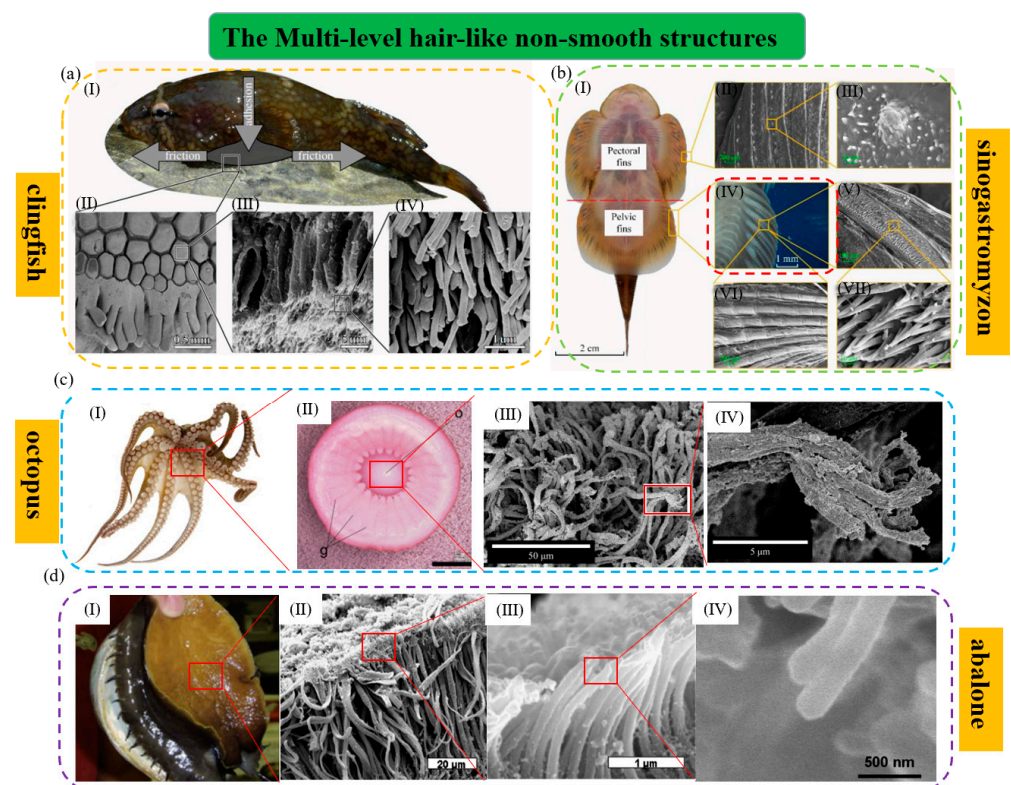 The Multi-level hair-like non-smooth structures
(a)
(I)
adhesion
friction
friction
(II)
(III)
(IV)
0.5 mm
1 μm
clingfish
(b)
(I)
Pectoral
fins
Pelvic
fins
2 cm
(II)
(III)
(IV)
1 mm
(V)
(VI)
(VII)
sinogastromyzon
(c)
(I)
(II)
o
g
(III)
50 μm
(IV)
5 μm
octopus
(d)
(I)
(II)
20 μm
(III)
1 μm
(IV)
500 nm
abalone